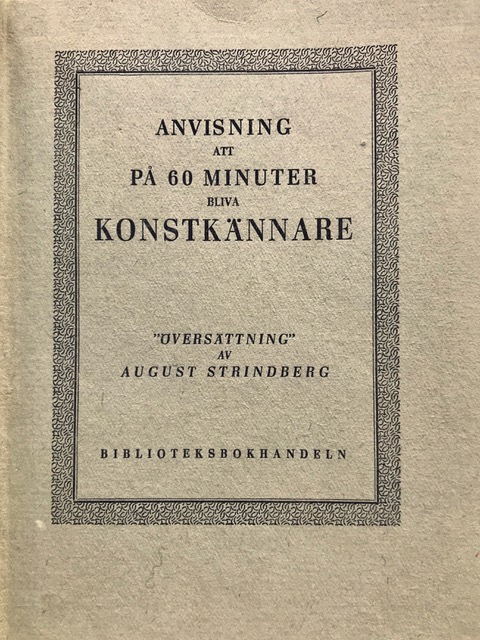 ANVISNING
ATT
PÅ 60 MINUTER
BLIVA
KONSTKÄNNARE
"ÖVERSÄTTNING"
AV
AUGUST STRINDBERG
BIBLIOTEKSBOKHANDELN